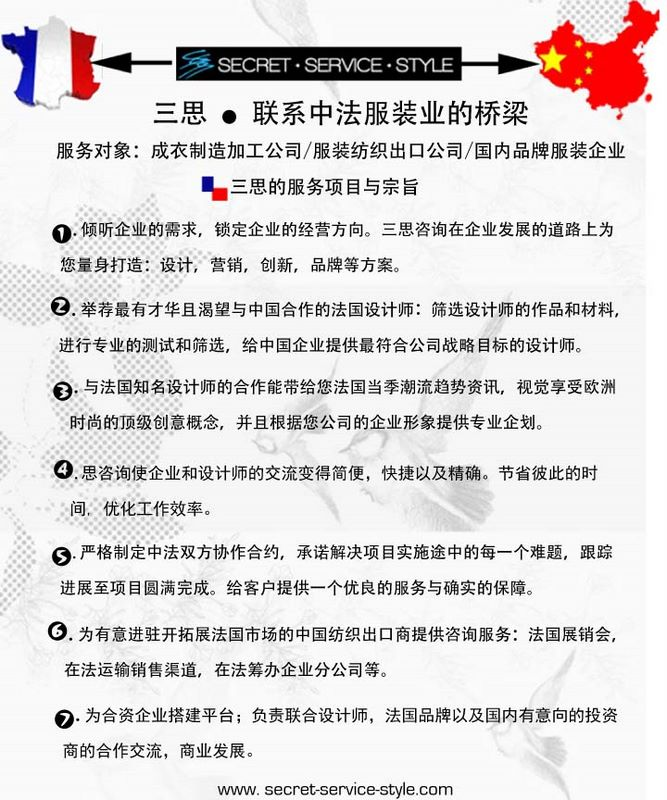 SECRET·SERVICE·STYLE
三思 ● 联系中法服装业的桥梁
服务对象：成衣制造加工公司/服装纺织出口公司/国内品牌服装企业
三思的服务项目与宗旨
1.倾听企业的需求，锁定企业的经营方向。三思咨询在企业发展的道路上为
您量身打造：设计，营销，创新，品牌等方案。
2.举荐最有才华且渴望与中国合作的法国设计师：筛选设计师的作品和材料，
进行专业的测试和筛选，给中国企业提供最符合公司战略目标的设计师。
3.与法国知名设计师的合作能带给您法国当季潮流趋势资讯，视觉享受欧洲
时尚的顶级创意概念，并且根据您公司的企业形象提供专业企划。
4.思咨询使企业和设计师的交流变得简便，快捷以及精确。节省彼此的时
间，优化工作效率。
5.严格制定中法双方协作合约，承诺解决项目实施途中的每一个难题，跟踪
进展至项目圆满完成。给客户提供一个优良的服务与确实的保障。
6.为有意进驻开拓展法国市场的中国纺织出口商提供咨询服务：法国展销会，
在法运输销售渠道，在法筹办企业分公司等。
7.为合资企业搭建平台；负责联合设计师，法国品牌以及国内有意向的投资
商的合作交流，商业发展。
www. secret-service-style.com